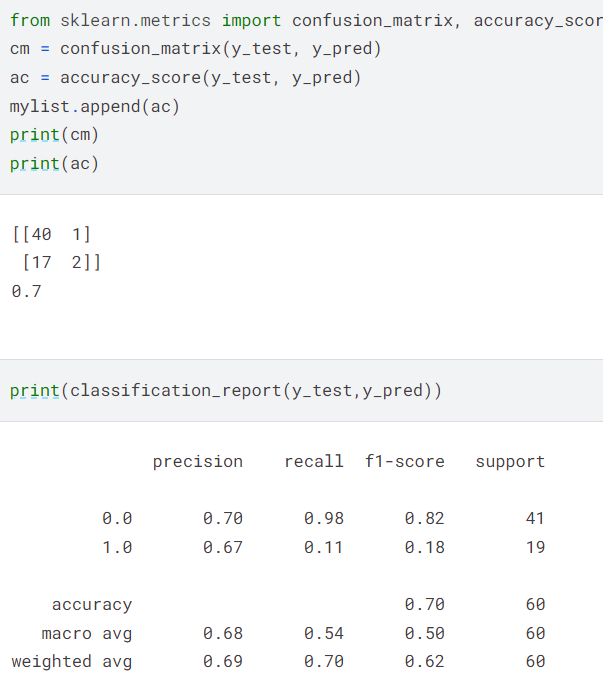 from sklearn.metrics import confusion_matrix, accuracy_scor
cm = confusion_matrix(y_test, y_pred)
ac = accuracy_score(y_test, y_pred)
mylist.append(ac)
print(cm)
print(ac)
[[40  1]
 [17  2]]
0.7
print(classification_report(y_test,y_pred))
precision    recall  f1-score   support
0.0       0.70      0.98      0.82        41
1.0       0.67      0.11      0.18        19
accuracy                           0.70        60
macro avg       0.68      0.54      0.50        60
weighted avg       0.69      0.70      0.62        60